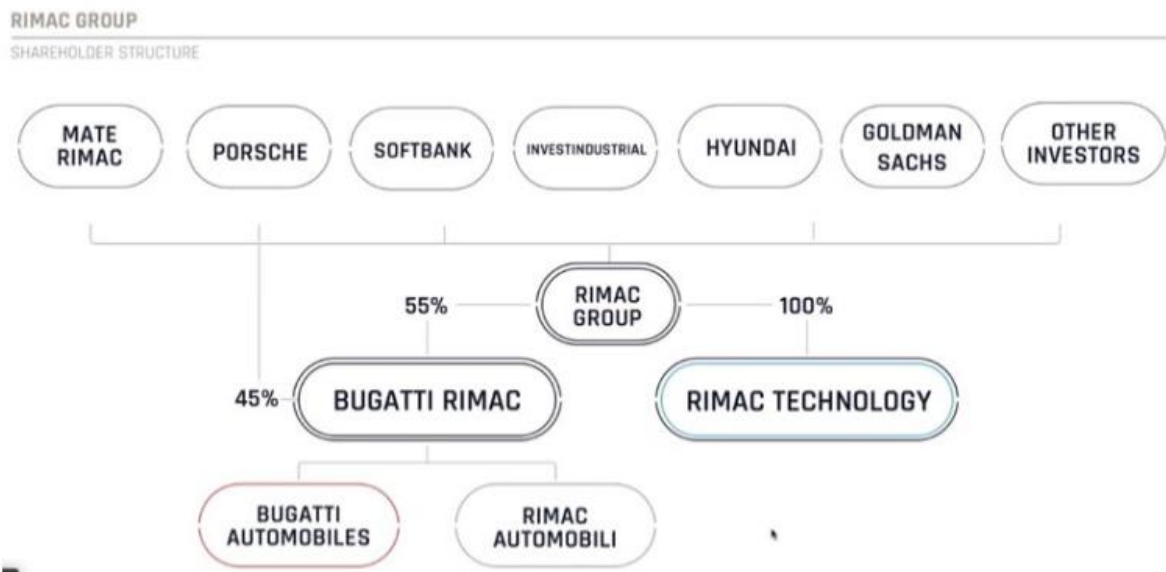 RIMAC GROUP
SHAREHOLDER STRUCTURE
MATE
RIMAC
PORSCHE
SOFTBANK
INVESTINDUSTRIAL
HYUNDAI
GOLDMAN
SACHS
OTHER
INVESTORS
RIMAC
GROUP
55%
100%
45%
BUGATTI RIMAC
RIMAC TECHNOLOGY
BUGATTI
AUTOMOBILES
RIMAC
AUTOMOBILI